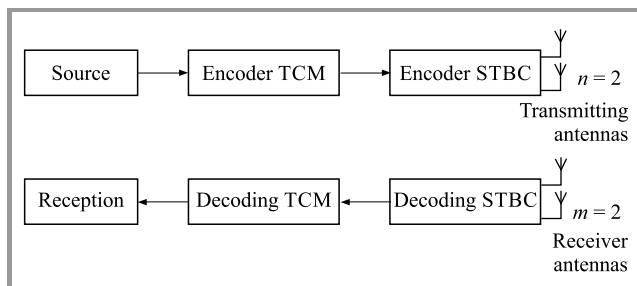 Source
Encoder TCM
Encoder STBC
n = 2
Transmitting
antennas
Reception
Decoding TCM
Decoding STBC
m = 2
Receiver
antennas